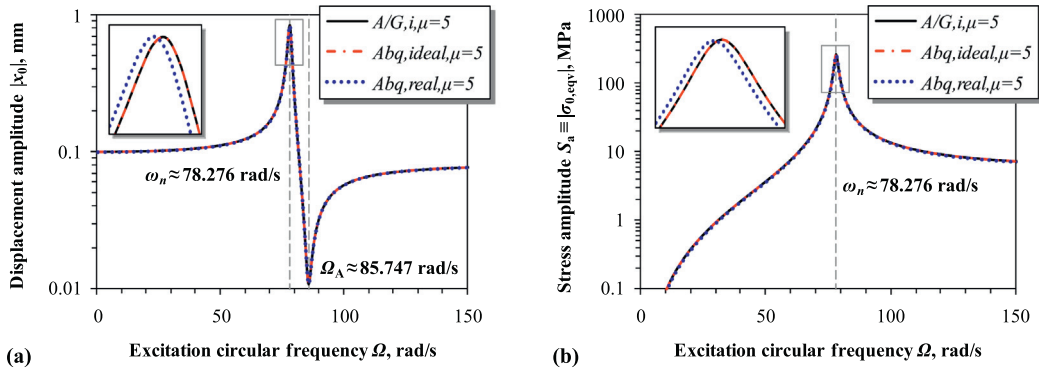 Displacement amplitude |x₀|, mm
1
0.1
0.01
A/G,i,μ=5
Abq,ideal,μ=5
Abq,real,μ=5
ωn≈78.276 rad/s
ΩA≈85.747 rad/s
0 50 100 150
(a) Excitation circular frequency Ω, rad/s
Stress amplitude Sa ≡ |σ0,eqv|, MPa
1000
100
10
1
0.1
A/G,i,μ=5
Abq,ideal,μ=5
Abq,real,μ=5
ωn≈78.276 rad/s
0 50 100 150
(b) Excitation circular frequency Ω, rad/s